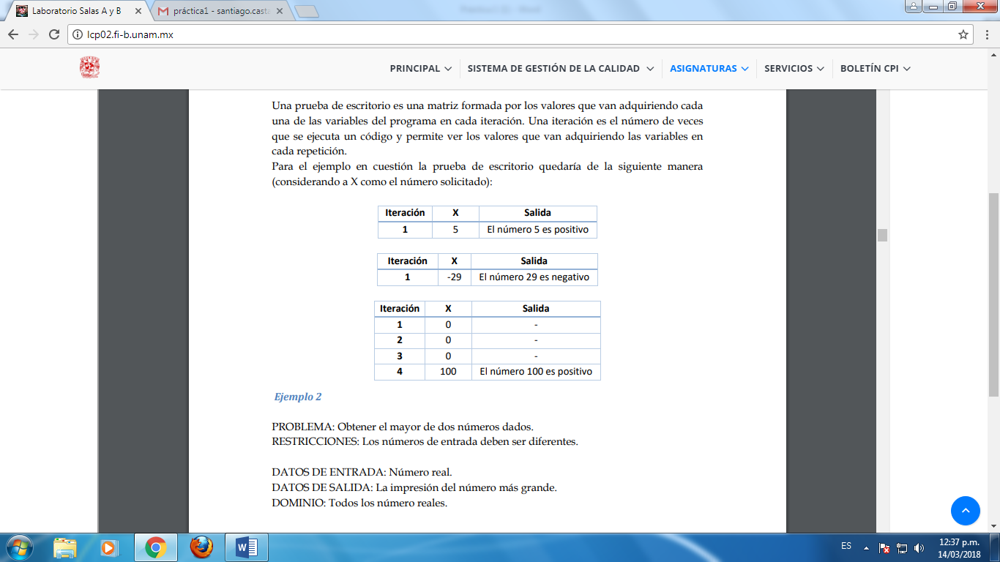 Laboratorio Salas A y B
práctica1 - santiago.casta
lcp02.fi-b.unam.mx
PRINCIPAL
SISTEMA DE GESTIÓN DE LA CALIDAD
ASIGNATURAS
SERVICIOS
BOLETÍN CPI
Una prueba de escritorio es una matriz formada por los valores que van adquiriendo cada
una de las variables del programa en cada iteración. Una iteración es el número de veces
que se ejecuta un código y permite ver los valores que van adquiriendo las variables en
cada repetición.
Para el ejemplo en cuestión la prueba de escritorio quedaría de la siguiente manera
(considerando a X como el número solicitado):
Iteración X Salida
1 5 El número 5 es positivo
Iteración X Salida
1 -29 El número 29 es negativo
Iteración X Salida
1 0 -
2 0 -
3 0 -
4 100 El número 100 es positivo
Ejemplo 2
PROBLEMA: Obtener el mayor de dos números dados.
RESTRICCIONES: Los números de entrada deben ser diferentes.
DATOS DE ENTRADA: Número real.
DATOS DE SALIDA: La impresión del número más grande.
DOMINIO: Todos los número reales.
ES
12:37 p.m.
14/03/2018